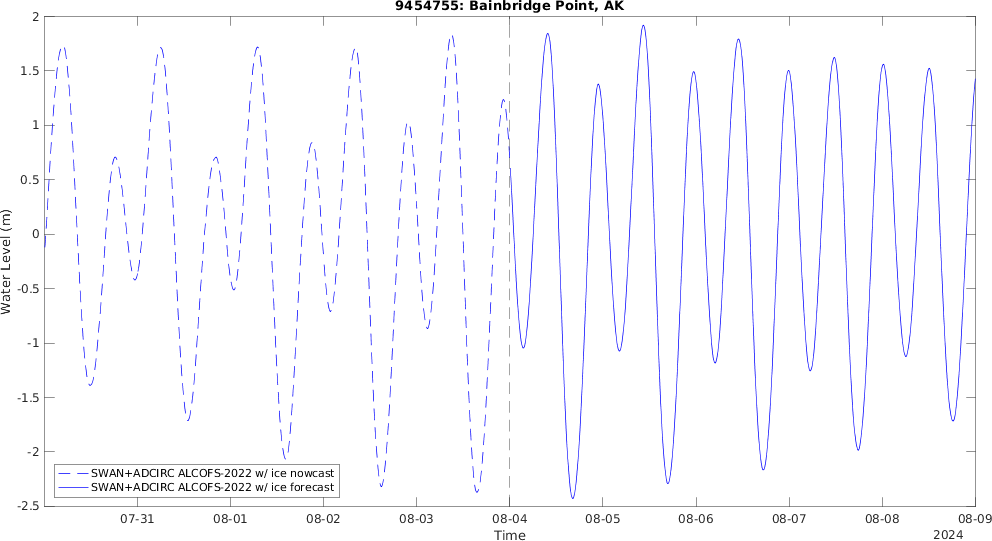 9454755: Bainbridge Point, AK
2
1.5
1
0.5
0
-0.5
-1
-1.5
-2
-2.5
Water Level (m)
SWAN+ADCIRC ALCOFS-2022 w/ ice nowcast
SWAN+ADCIRC ALCOFS-2022 w/ ice forecast
07-31 08-01 08-02 08-03 08-04 08-05 08-06 08-07 08-08 08-09
Time
2024